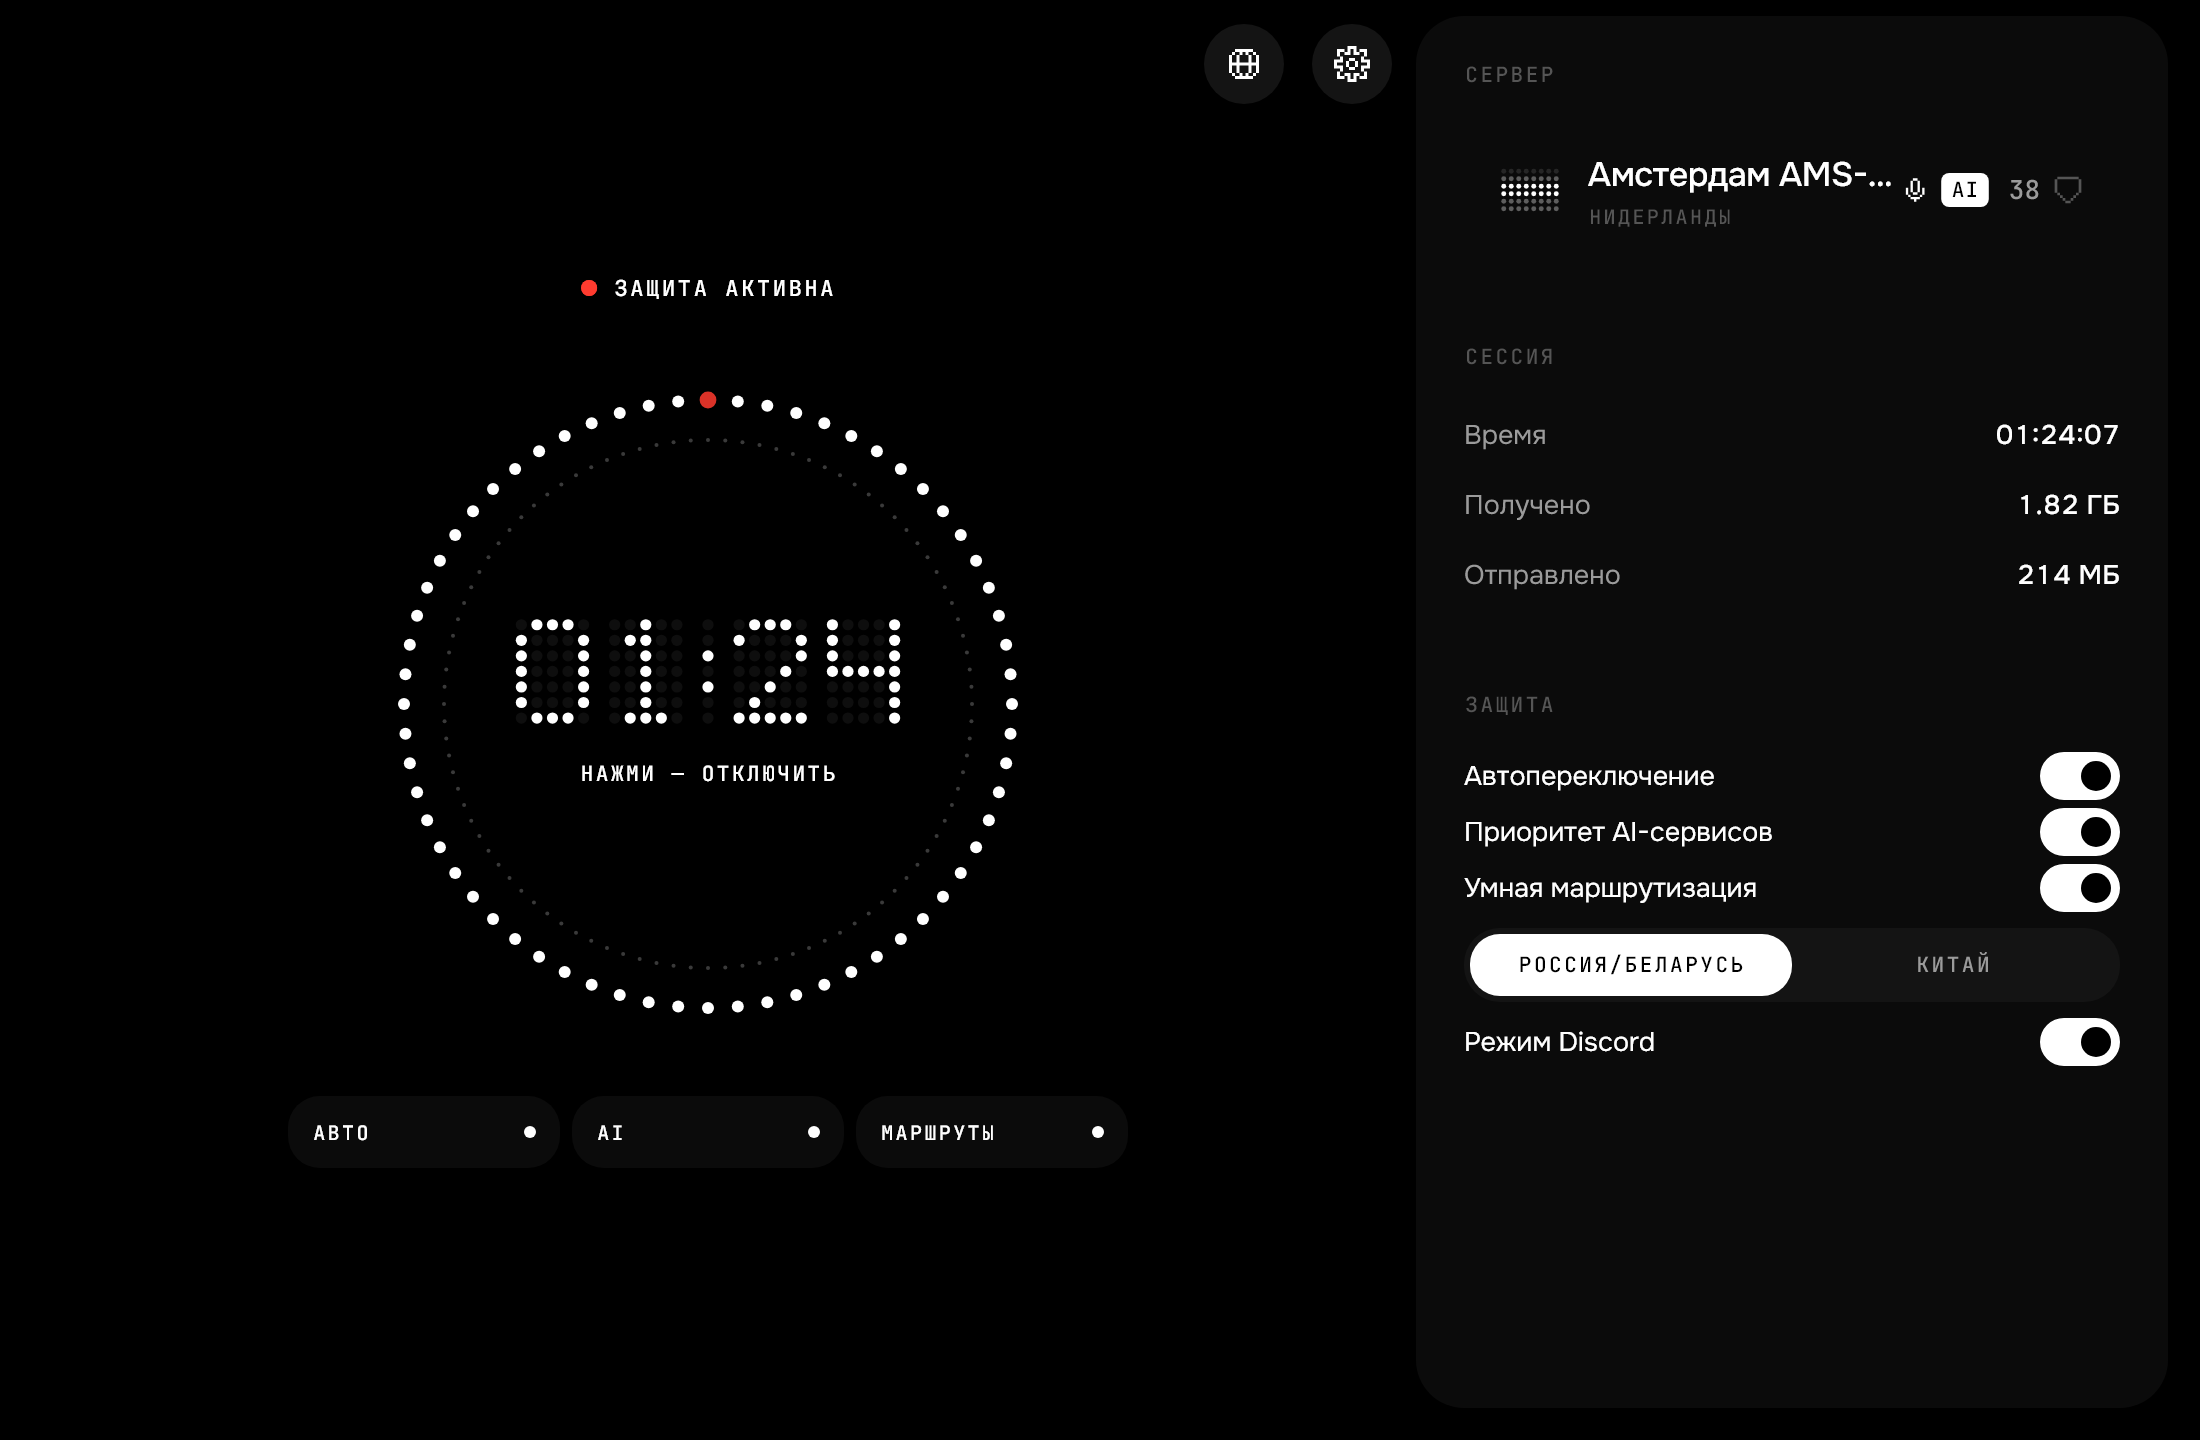 ЗАЩИТА АКТИВНА
01:24
НАЖМИ — ОТКЛЮЧИТЬ
АВТО
AI
МАРШРУТЫ
СЕРВЕР
Амстердам AMS-...
AI
38
НИДЕРЛАНДЫ
СЕССИЯ
Время 01:24:07
Получено 1.82 ГБ
Отправлено 214 МБ
ЗАЩИТА
Автопереключение
Приоритет AI-сервисов
Умная маршрутизация
РОССИЯ/БЕЛАРУСЬ
КИТАЙ
Режим Discord